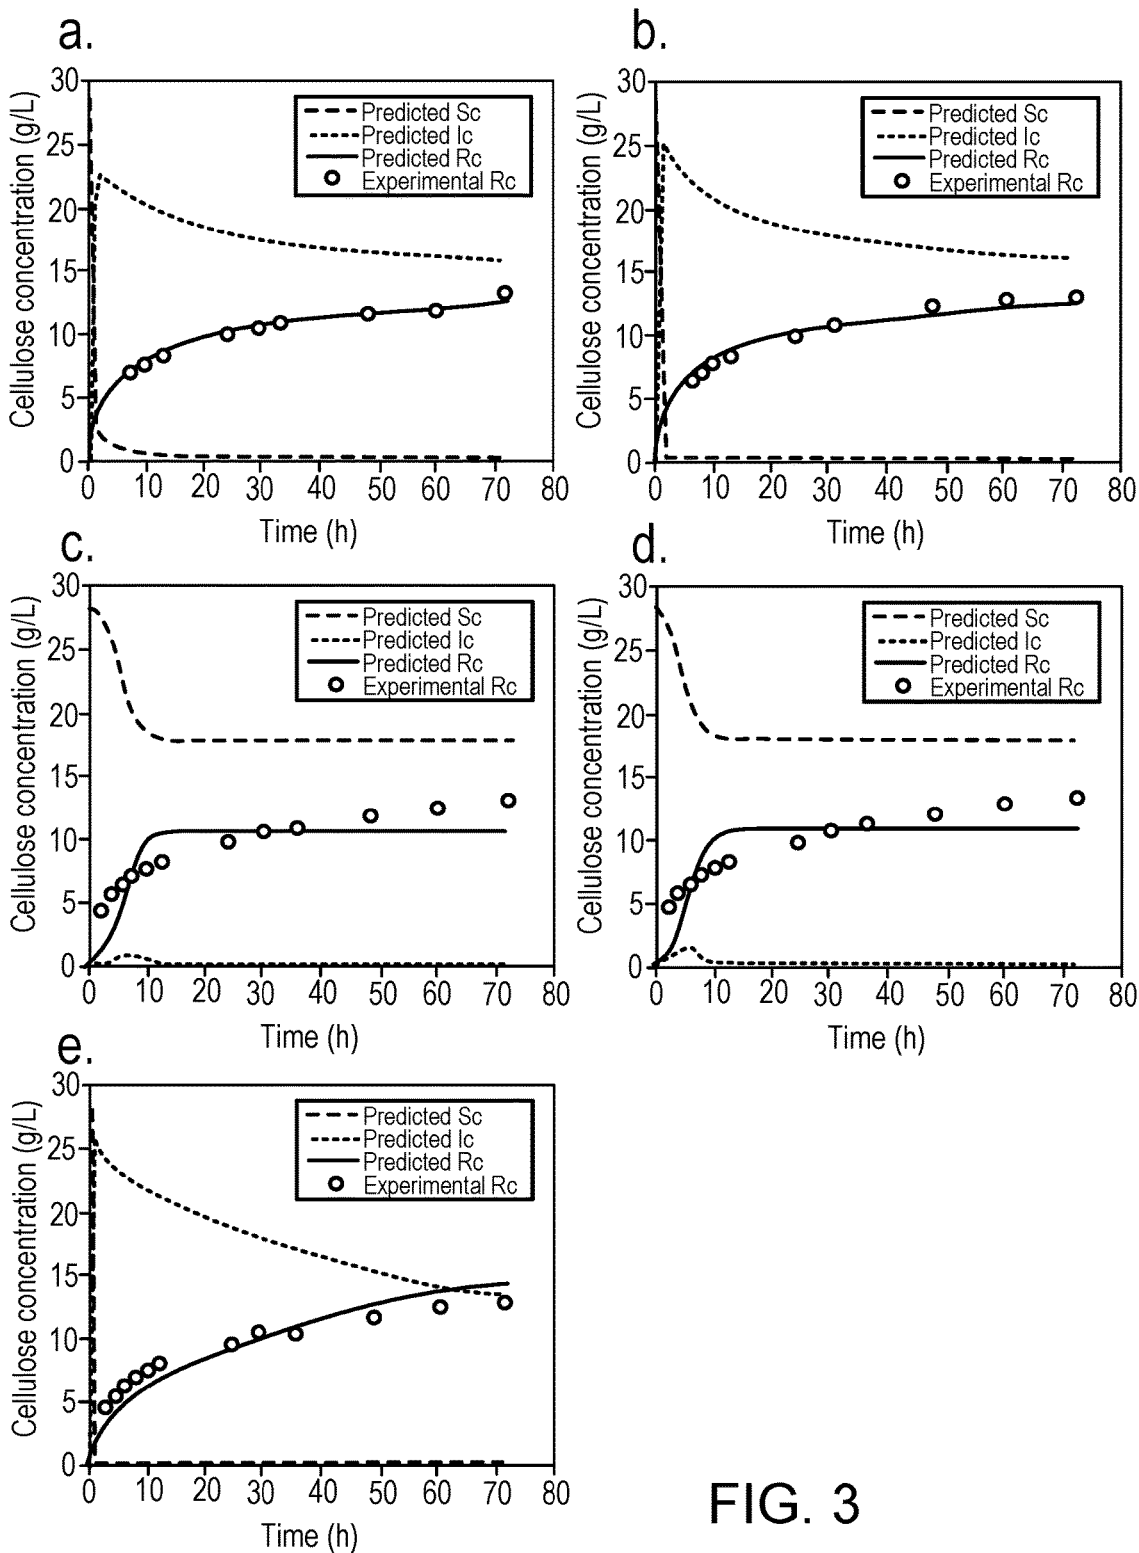 a.
Cellulose concentration (g/L)
30
25
20
15
10
5
0
Predicted Sc
Predicted Ic
Predicted Rc
Experimental Rc
0 10 20 30 40 50 60 70 80
Time (h)
b.
Cellulose concentration (g/L)
30
25
20
15
10
5
0
Predicted Sc
Predicted Ic
Predicted Rc
Experimental Rc
0 10 20 30 40 50 60 70 80
Time (h)
c.
Cellulose concentration (g/L)
30
25
20
15
10
5
0
Predicted Sc
Predicted Ic
Predicted Rc
Experimental Rc
0 10 20 30 40 50 60 70 80
Time (h)
d.
Cellulose concentration (g/L)
30
25
20
15
10
5
0
Predicted Sc
Predicted Ic
Predicted Rc
Experimental Rc
0 10 20 30 40 50 60 70 80
Time (h)
e.
Cellulose concentration (g/L)
30
25
20
15
10
5
0
Predicted Sc
Predicted Ic
Predicted Rc
Experimental Rc
0 10 20 30 40 50 60 70 80
Time (h)
FIG. 3